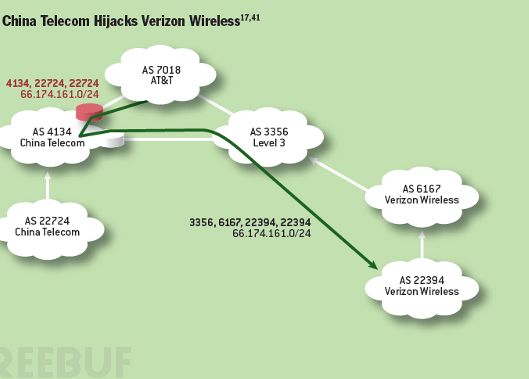 China Telecom Hijacks Verizon Wireless17,41
AS 7018
AT&T
4134, 22724, 22724
66.174.161.0/24
AS 4134
China Telecom
AS 3356
Level 3
AS 6167
Verizon Wireless
AS 22724
China Telecom
3356, 6167, 22394, 22394
66.174.161.0/24
AS 22394
Verizon Wireless
REEBUF